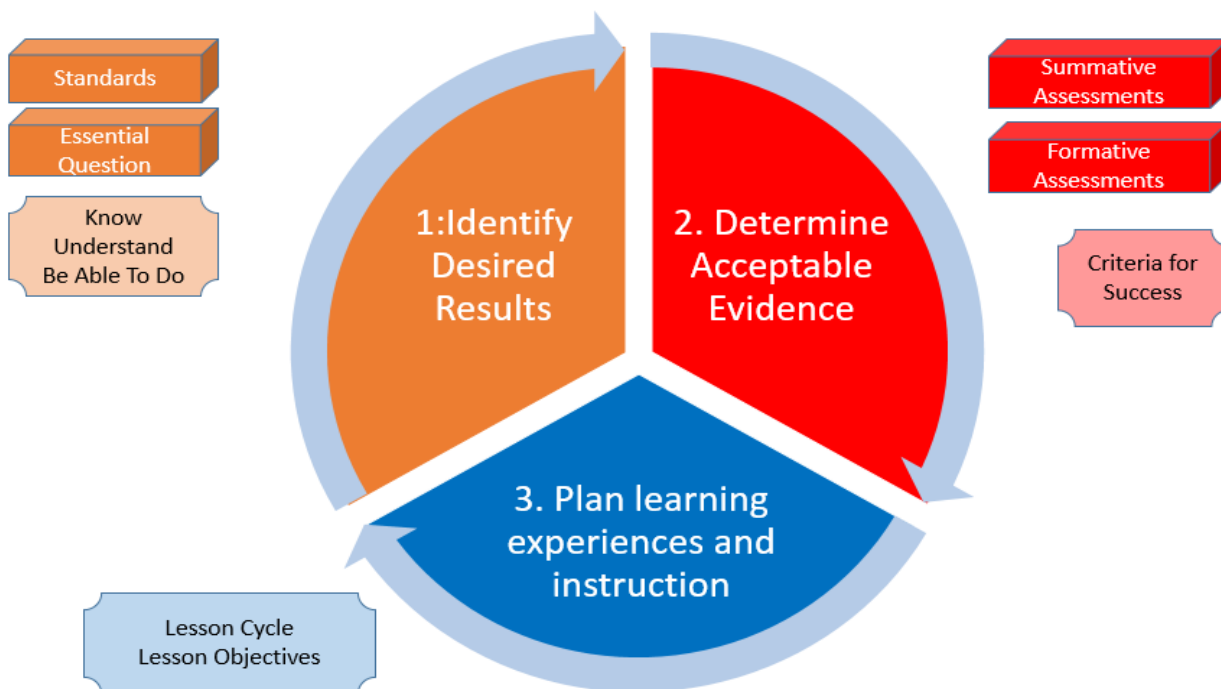 Standards
Essential
Question
Know
Understand
Be Able To Do
1:Identify
Desired
Results
2. Determine
Acceptable
Evidence
Summative
Assessments
Formative
Assessments
Criteria for
Success
3. Plan learning
experiences and
instruction
Lesson Cycle
Lesson Objectives